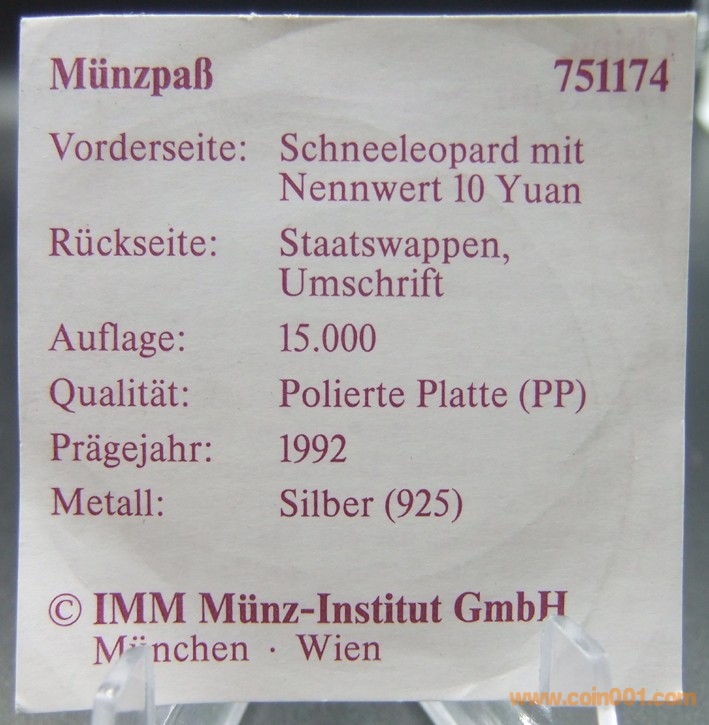 Münzpaß 751174
Vorderseite: Schneeleopard mit
Nennwert 10 Yuan
Rückseite: Staatswappen,
Umschrift
Auflage: 15.000
Qualität: Polierte Platte (PP)
Prägejahr: 1992
Metall: Silber (925)
© IMM Münz-Institut GmbH
München · Wien
www.coin001.com